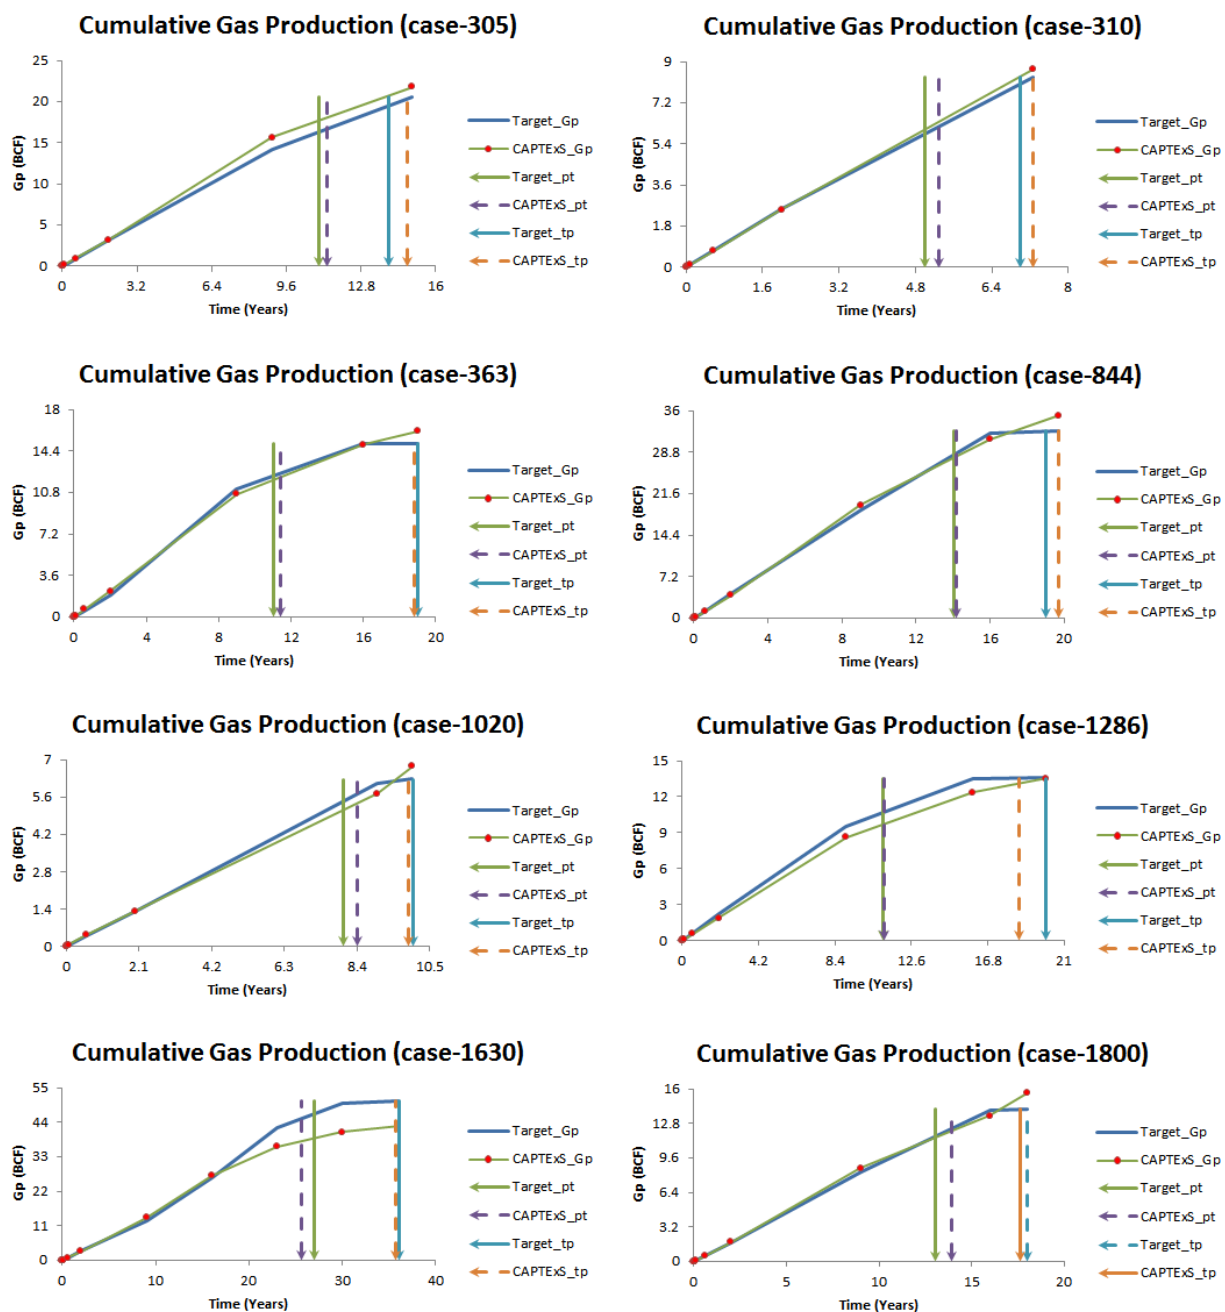 Cumulative Gas Production (case-305)
25
20
15
10
5
0
Gp (BCF)
0 3.2 6.4 9.6 12.8 16
Time (Years)
Target_Gp
CAPTExS_Gp
Target_pt
CAPTExS_pt
Target_tp
CAPTExS_tp
Cumulative Gas Production (case-310)
9
7.2
5.4
3.6
1.8
0
Gp (BCF)
0 1.6 3.2 4.8 6.4 8
Time (Years)
Target_Gp
CAPTExS_Gp
Target_pt
CAPTExS_pt
Target_tp
CAPTExS_tp
Cumulative Gas Production (case-363)
18
14.4
10.8
7.2
3.6
0
Gp (BCF)
0 4 8 12 16 20
Time (Years)
Target_Gp
CAPTExS_Gp
Target_pt
CAPTExS_pt
Target_tp
CAPTExS_tp
Cumulative Gas Production (case-844)
36
28.8
21.6
14.4
7.2
0
Gp (BCF)
0 4 8 12 16 20
Time (Years)
Target_Gp
CAPTExS_Gp
Target_pt
CAPTExS_pt
Target_tp
CAPTExS_tp
Cumulative Gas Production (case-1020)
7
5.6
4.2
2.8
1.4
0
Gp (BCF)
0 2.1 4.2 6.3 8.4 10.5
Time (Years)
Target_Gp
CAPTExS_Gp
Target_pt
CAPTExS_pt
Target_tp
CAPTExS_tp
Cumulative Gas Production (case-1286)
15
12
9
6
3
0
Gp (BCF)
0 4.2 8.4 12.6 16.8 21
Time (Years)
Target_Gp
CAPTExS_Gp
Target_pt
CAPTExS_pt
Target_tp
CAPTExS_tp
Cumulative Gas Production (case-1630)
55
44
33
22
11
0
Gp (BCF)
0 10 20 30 40
Time (Years)
Target_Gp
CAPTExS_Gp
Target_pt
CAPTExS_pt
Target_tp
CAPTExS_tp
Cumulative Gas Production (case-1800)
16
12.8
9.6
6.4
3.2
0
Gp (BCF)
0 5 10 15 20
Time (Years)
Target_Gp
CAPTExS_Gp
Target_pt
CAPTExS_pt
Target_tp
CAPTExS_tp